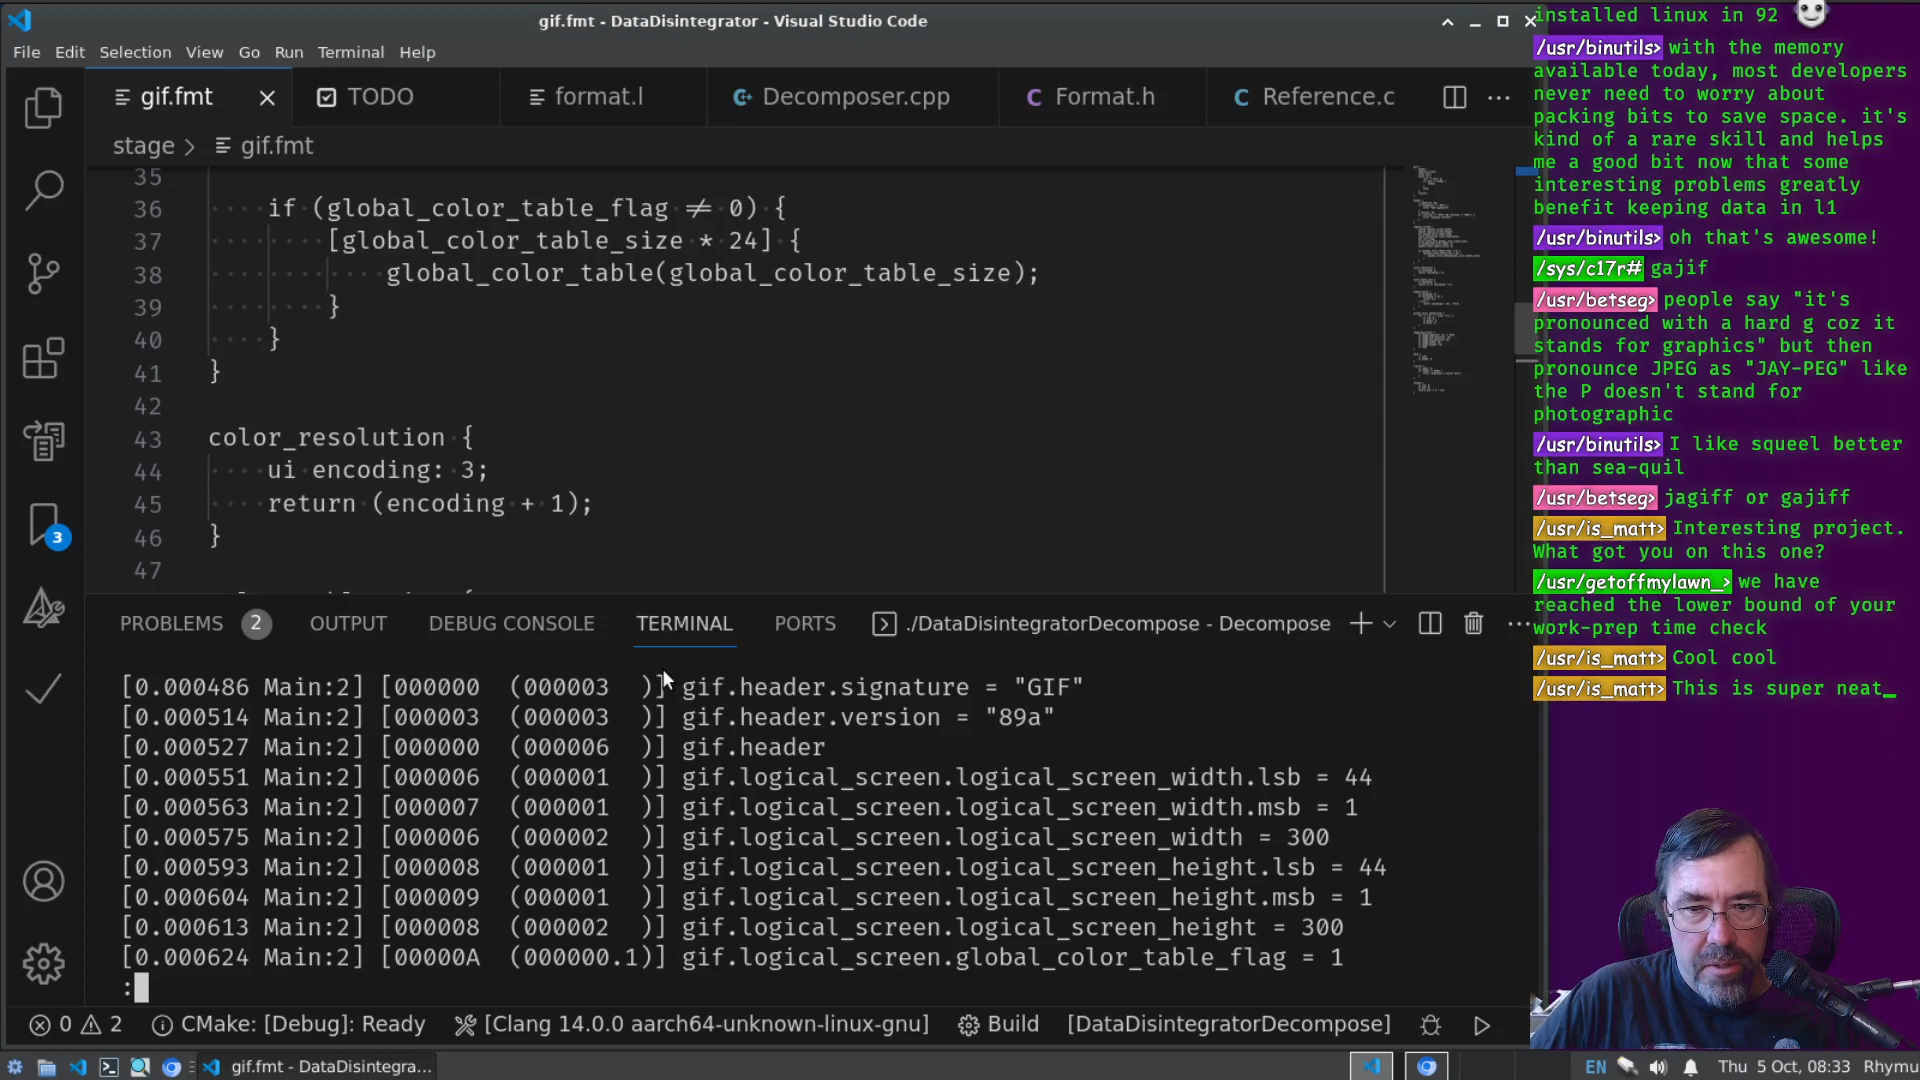 gif.fmt - DataDisintegrator - Visual Studio Code
File Edit Selection View Go Run Terminal Help
gif.fmt TODO format.l Decomposer.cpp Format.h Reference.c
stage > gif.fmt
35
36 if (global_color_table_flag ≠ 0) {
37 [global_color_table_size * 24] {
38 global_color_table(global_color_table_size);
39 }
40 }
41 }
42
43 color_resolution {
44 ui encoding: 3;
45 return (encoding + 1);
46 }
47
3
PROBLEMS 2 OUTPUT DEBUG CONSOLE TERMINAL PORTS ./DataDisintegratorDecompose - Decompose
[0.000486 Main:2] [000000 (000003 )] gif.header.signature = "GIF"
[0.000514 Main:2] [000003 (000003 )] gif.header.version = "89a"
[0.000527 Main:2] [000000 (000006 )] gif.header
[0.000551 Main:2] [000006 (000001 )] gif.logical_screen.logical_screen_width.lsb = 44
[0.000563 Main:2] [000007 (000001 )] gif.logical_screen.logical_screen_width.msb = 1
[0.000575 Main:2] [000006 (000002 )] gif.logical_screen.logical_screen_width = 300
[0.000593 Main:2] [000008 (000001 )] gif.logical_screen.logical_screen_height.lsb = 44
[0.000604 Main:2] [000009 (000001 )] gif.logical_screen.logical_screen_height.msb = 1
[0.000613 Main:2] [000008 (000002 )] gif.logical_screen.logical_screen_height = 300
[0.000624 Main:2] [00000A (000000.1)] gif.logical_screen.global_color_table_flag = 1
:
0 2 CMake: [Debug]: Ready [Clang 14.0.0 aarch64-unknown-linux-gnu] Build [DataDisintegratorDecompose]
gif.fmt - DataDisintegra... EN Thu 5 Oct, 08:33 Rhymu
installed linux in 92
/usr/binutils> with the memory
available today, most developers
never need to worry about
packing bits to save space. it's
kind of a rare skill and helps
me a good bit now that some
interesting problems greatly
benefit keeping data in l1
/usr/binutils> oh that's awesome!
/sys/c17r# gajif
/usr/betseg> people say "it's
pronounced with a hard g coz it
stands for graphics" but then
pronounce JPEG as "JAY-PEG" like
the P doesn't stand for
photographic
/usr/binutils> I like squeel better
than sea-quil
/usr/betseg> jagiff or gajiff
/usr/is_matt> Interesting project.
What got you on this one?
/usr/getoffmylawn_> we have
reached the lower bound of your
work-prep time check
/usr/is_matt> Cool cool
/usr/is_matt> This is super neat_